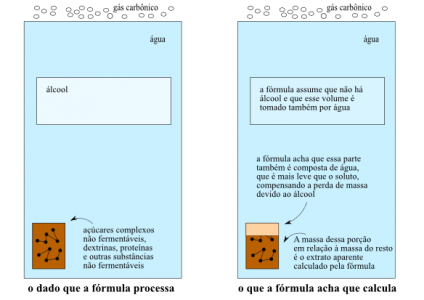 gás carbônico
água
álcool
açúcares complexos
não fermentáveis,
dextrinas, proteínas
e outras substâncias
não fermentáveis
o dado que a fórmula processa
gás carbônico
água
a fórmula assume que não há
álcool e que esse volume é
tomado também por água
a fórmula acha que essa parte
também é composta de água,
que é mais leve que o soluto,
compensando a perda de massa
devido ao álcool
A massa dessa porção
em relação à massa do resto
é o extrato aparente
calculado pela fórmula
o que a fórmula acha que calcula